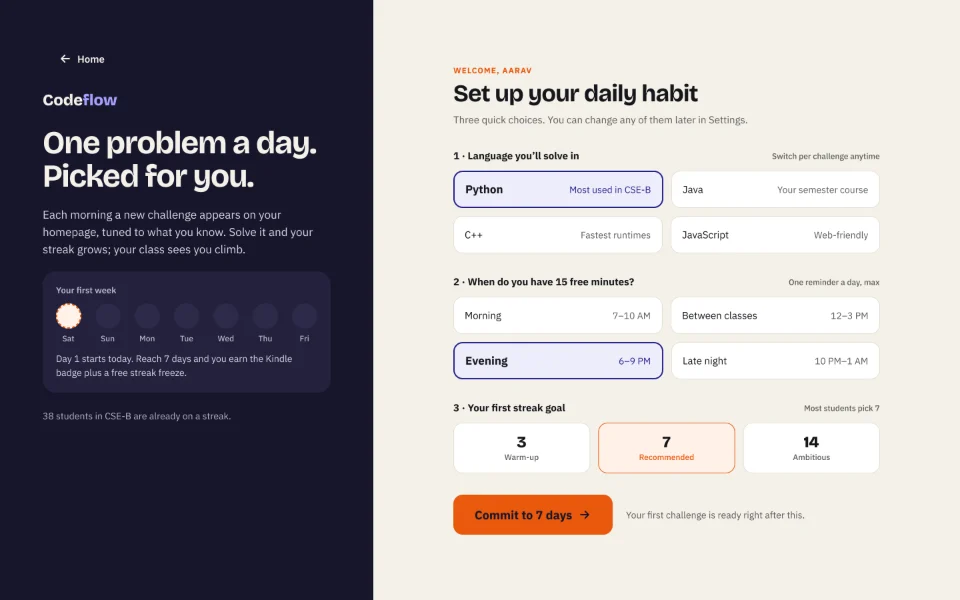 ← Home
Codeflow
One problem a day.
Picked for you.
Each morning a new challenge appears on your
homepage, tuned to what you know. Solve it and your
streak grows; your class sees you climb.
Your first week
Sat Sun Mon Tue Wed Thu Fri
Day 1 starts today. Reach 7 days and you earn the Kindle
badge plus a free streak freeze.
38 students in CSE-B are already on a streak.
WELCOME, AARAV
Set up your daily habit
Three quick choices. You can change any of them later in Settings.
1 · Language you'll solve in Switch per challenge anytime
Python Most used in CSE-B
Java Your semester course
C++ Fastest runtimes
JavaScript Web-friendly
2 · When do you have 15 free minutes? One reminder a day, max
Morning 7–10 AM
Between classes 12–3 PM
Evening 6–9 PM
Late night 10 PM–1 AM
3 · Your first streak goal Most students pick 7
3
Warm-up
7
Recommended
14
Ambitious
Commit to 7 days →
Your first challenge is ready right after this.